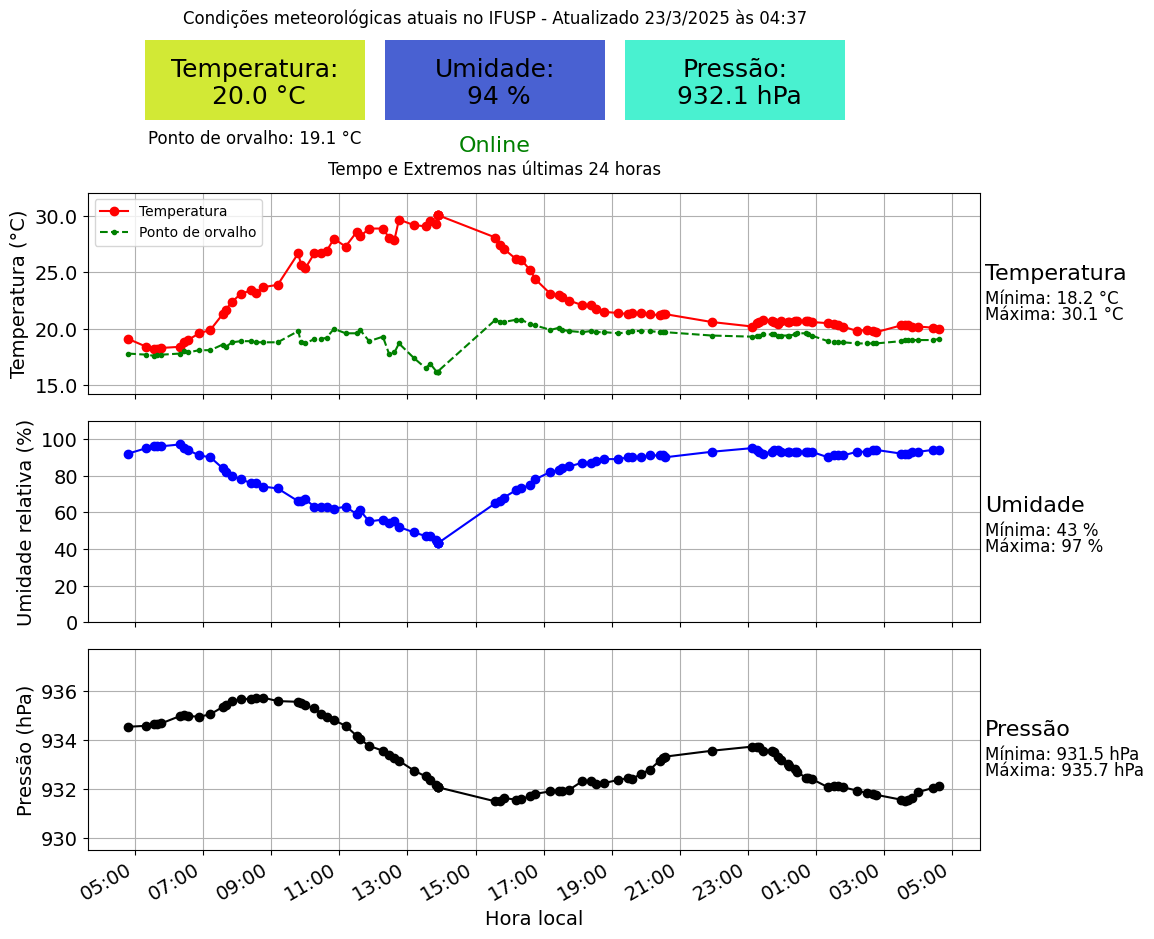 Condições meteorológicas atuais no IFUSP - Atualizado 23/3/2025 às 04:37
Temperatura:
20.0 °C
Umidade:
94 %
Pressão:
932.1 hPa
Ponto de orvalho: 19.1 °C
Online
Tempo e Extremos nas últimas 24 horas
Temperatura (°C)
30.0
25.0
20.0
15.0
Temperatura
Ponto de orvalho
Temperatura
Mínima: 18.2 °C
Máxima: 30.1 °C
Umidade relativa (%)
100
80
60
40
20
0
Umidade
Mínima: 43 %
Máxima: 97 %
Pressão (hPa)
936
934
932
930
Pressão
Mínima: 931.5 hPa
Máxima: 935.7 hPa
05:00 07:00 09:00 11:00 13:00 15:00 17:00 19:00 21:00 23:00 01:00 03:00 05:00
Hora local